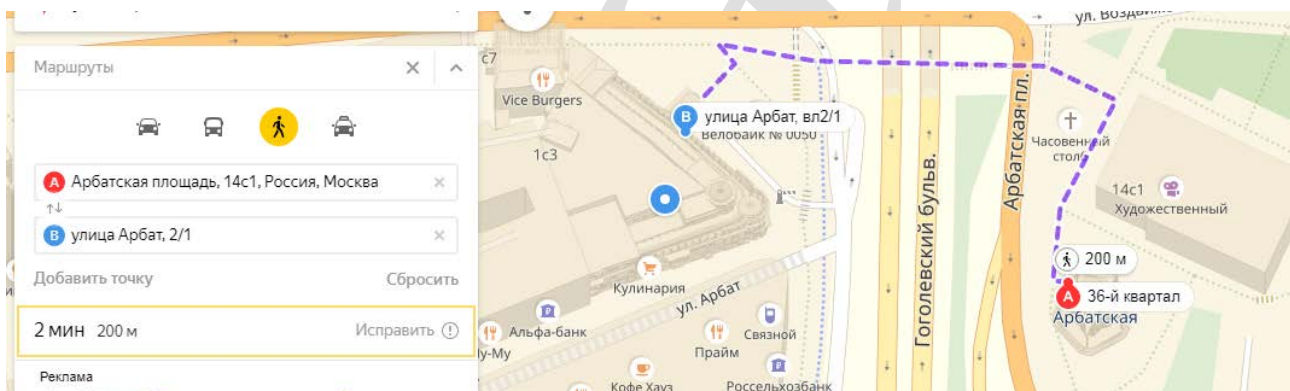 Маршруты
A Арбатская площадь, 14с1, Россия, Москва
B улица Арбат, 2/1
Добавить точку
Сбросить
2 мин 200 м
Исправить
Реклама
с7
Vice Burgers
1с3
B улица Арбат, вл2/1
Велобайк № 0050
Кулинария
ул. Арбат
Альфа-банк
Связной
Прайм
Кофе Хауз
Россельхозбанк
Гоголевский бульв.
Арбатская пл.
Часовенный
столб
14с1
Художественный
200 м
A 36-й квартал
Арбатская